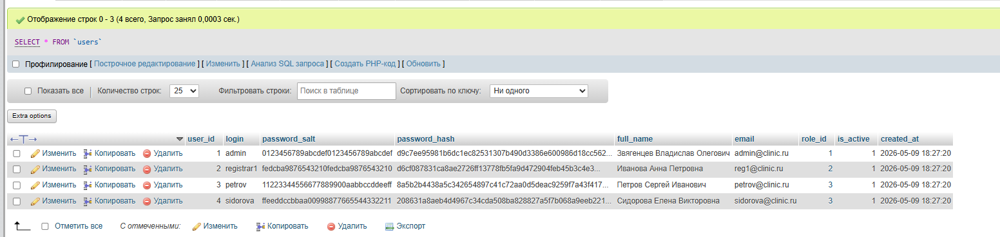 Отображение строк 0 - 3 (4 всего, Запрос занял 0,0003 сек.)
SELECT * FROM `users`
Профилирование [ Построчное редактирование ] [ Изменить ] [ Анализ SQL запроса ] [ Создать PHP-код ] [ Обновить ]
Показать все Количество строк: 25 Фильтровать строки: Поиск в таблице Сортировать по ключу: Ни одного
Extra options
←T→ user_id login password_salt password_hash full_name email role_id is_active created_at
Изменить Копировать Удалить 1 admin 0123456789abcdef0123456789abcdef d9c7ee95981b6dc1ec82531307b490d3386e600986d18cc562... Звягенцев Владислав Олегович admin@clinic.ru 1 1 2026-05-09 18:27:20
Изменить Копировать Удалить 2 registrar1 fedcba9876543210fedcba9876543210 d6cf087831ca8ae2726ff13778fb5fa9d472904feb45b3c4e3... Иванова Анна Петровна reg1@clinic.ru 2 1 2026-05-09 18:27:20
Изменить Копировать Удалить 3 petrov 11223344556677889900aabbccddeeff 8a5b2b4438a5c342654897c41c72aa0d5deac9259f7a43f417... Петров Сергей Иванович petrov@clinic.ru 3 1 2026-05-09 18:27:20
Изменить Копировать Удалить 4 sidorova ffeeddccbbaa00998877665544332211 208631a8aeb4d4967c34cda508ba828827a5f7b068a9eeb221... Сидорова Елена Викторовна sidorova@clinic.ru 3 1 2026-05-09 18:27:20
Отметить все С отмеченными: Изменить Копировать Удалить Экспорт